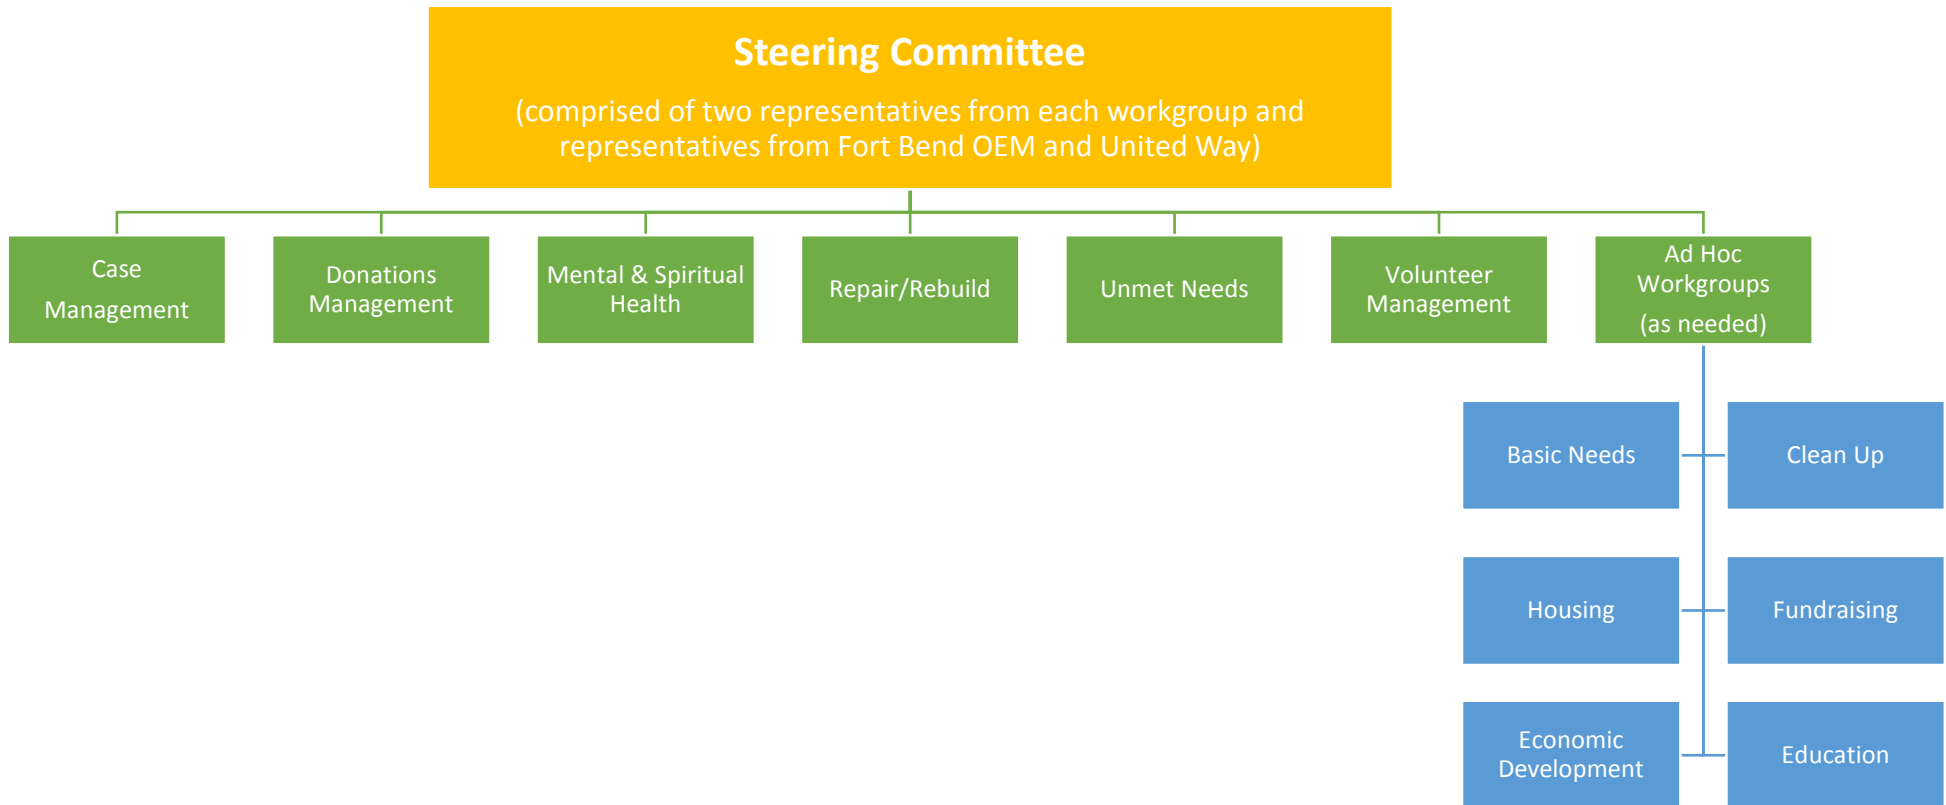 Steering Committee
(comprised of two representatives from each workgroup and
representatives from Fort Bend OEM and United Way)
Case
Management
Donations
Management
Mental & Spiritual
Health
Repair/Rebuild
Unmet Needs
Volunteer
Management
Ad Hoc
Workgroups
(as needed)
Basic Needs
Clean Up
Housing
Fundraising
Economic
Development
Education